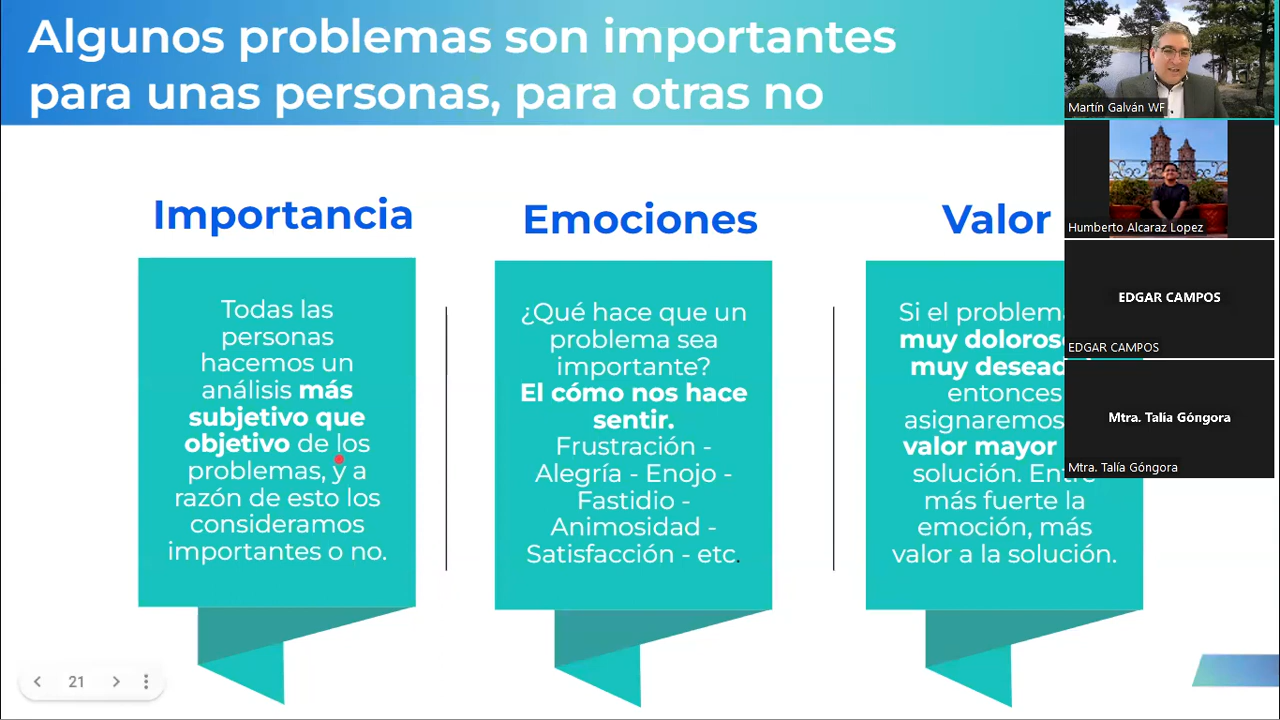 Algunos problemas son importantes
para unas personas, para otras no
Importancia
Todas las
personas
hacemos un
análisis más
subjetivo que
objetivo de los
problemas, y a
razón de esto los
consideramos
importantes o no.
Emociones
¿Qué hace que un
problema sea
importante?
El cómo nos hace
sentir.
Frustración -
Alegría - Enojo -
Fastidio -
Animosidad -
Satisfacción - etc.
Valor
Si el problema
muy
muy
entonces
asignaremos
valor mayor
solución. Entre
más fuerte la
emoción, más
valor a la solución.
Martín Galván WF
Humberto Alcaraz Lopez
EDGAR CAMPOS
EDGAR CAMPOS
Mtra. Talía Góngora
Mtra. Talía Góngora
21